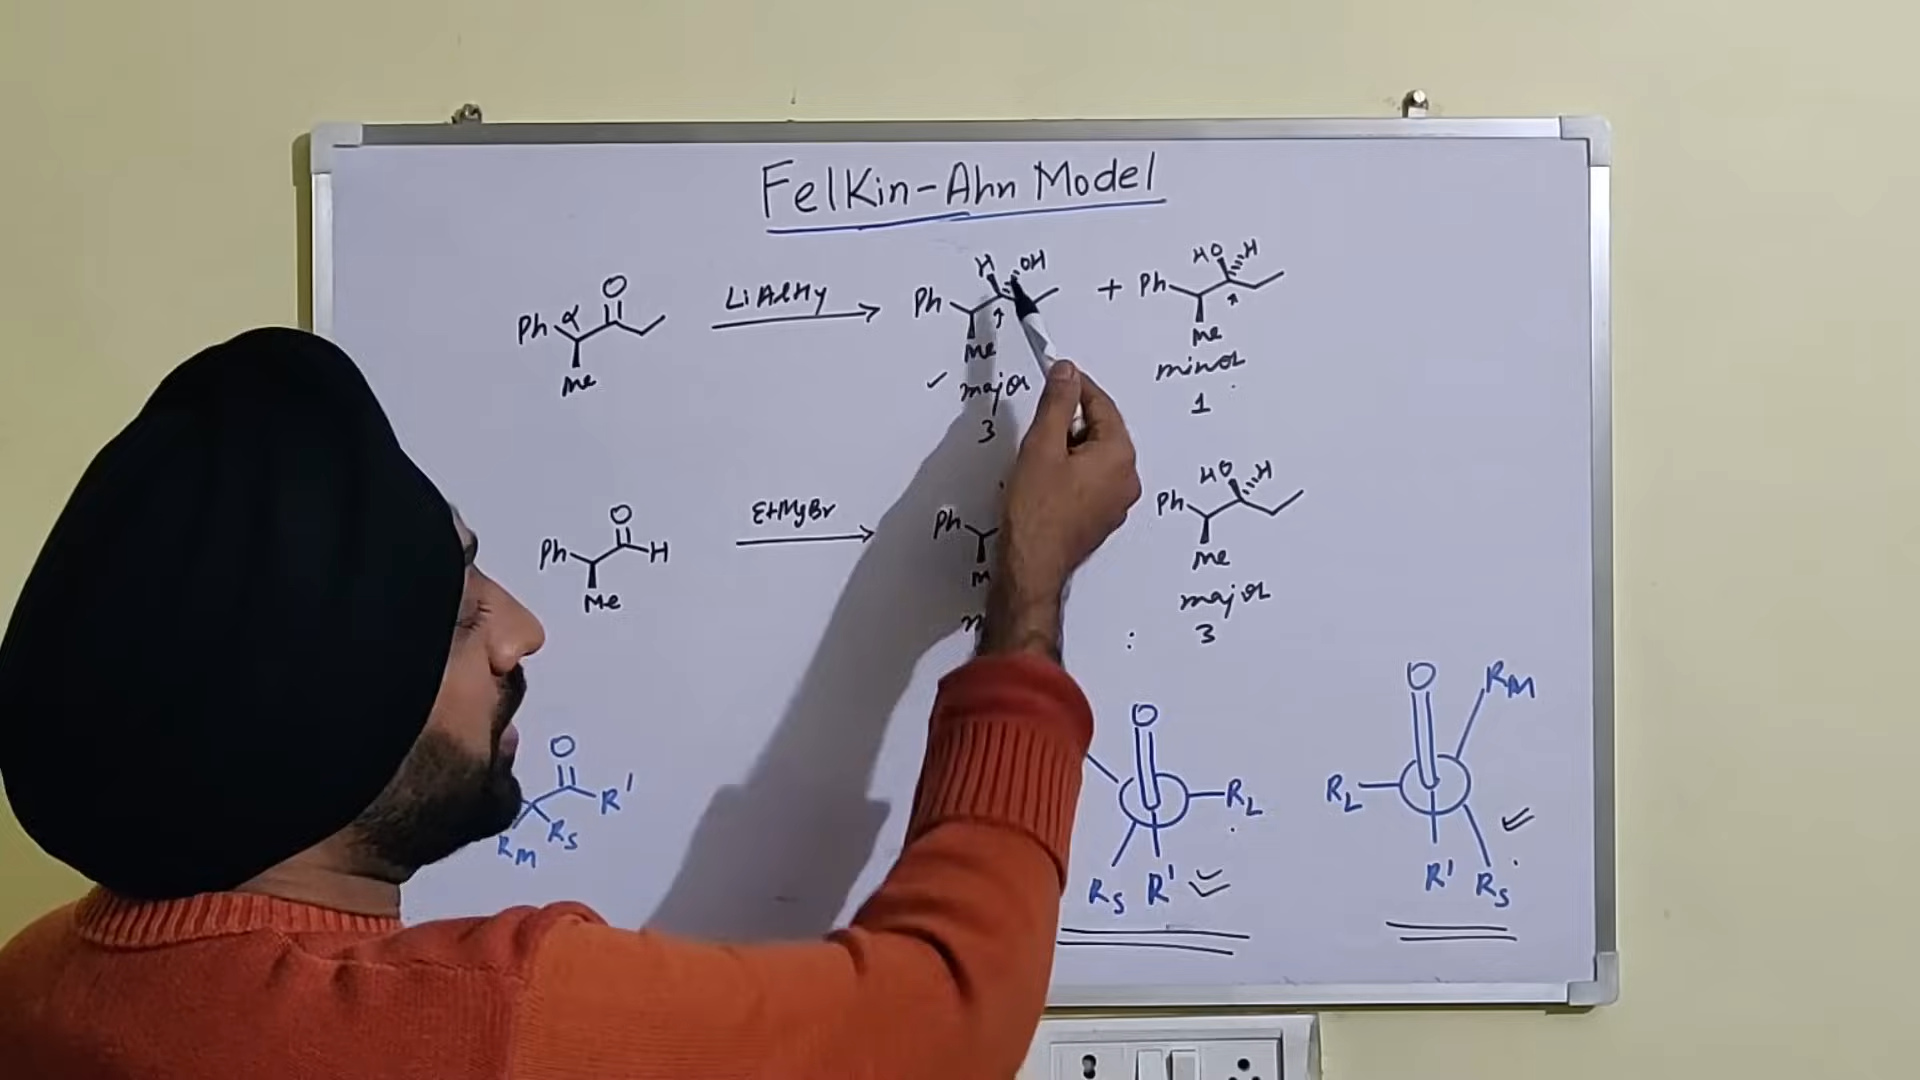 Felkin-Ahn Model
O
Ph α
Me
LiAlH4
H OH
Ph
Me
major
3
+
HO H
Ph
Me
minor
1
O
Ph H
Me
EtMgBr
Ph
HO H
Ph
Me
major
3
O
R'
RM RS
O
RL
RS R'
O RM
RL
R' RS